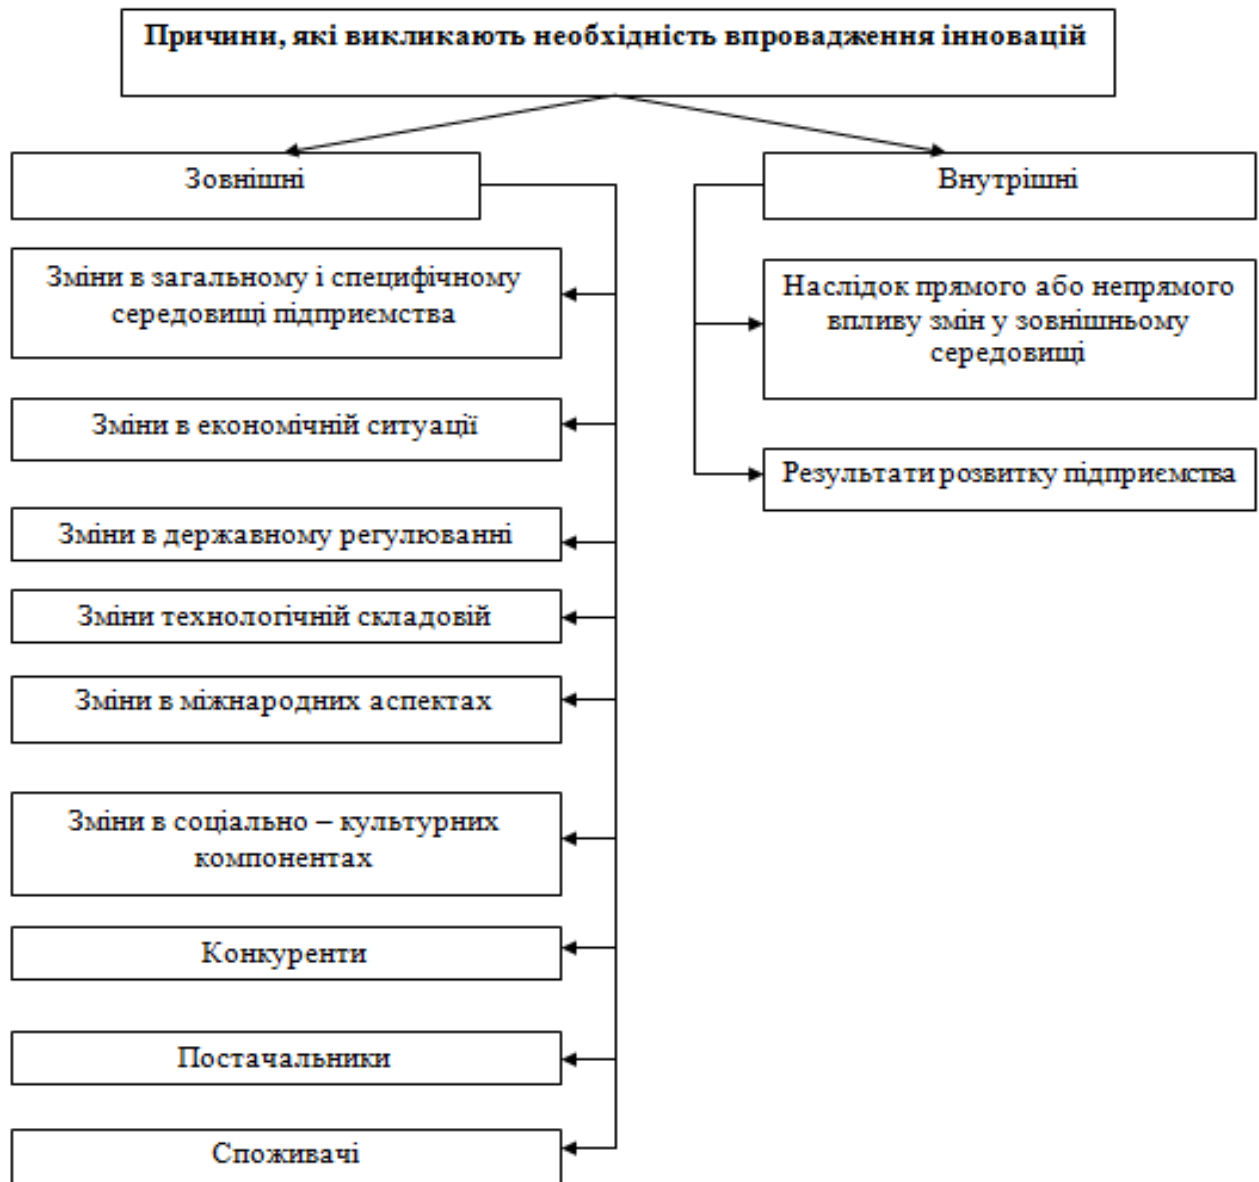 Причини, які викликають необхідність впровадження інновацій
Зовнішні
Зміни в загальному і специфічному
середовищі підприємства
Зміни в економічній ситуації
Зміни в державному регулюванні
Зміни технологічній складовій
Зміни в міжнародних аспектах
Зміни в соціально – культурних
компонентах
Конкуренти
Постачальники
Споживачі
Внутрішні
Наслідок прямого або непрямого
впливу змін у зовнішньому
середовищі
Результати розвитку підприємства